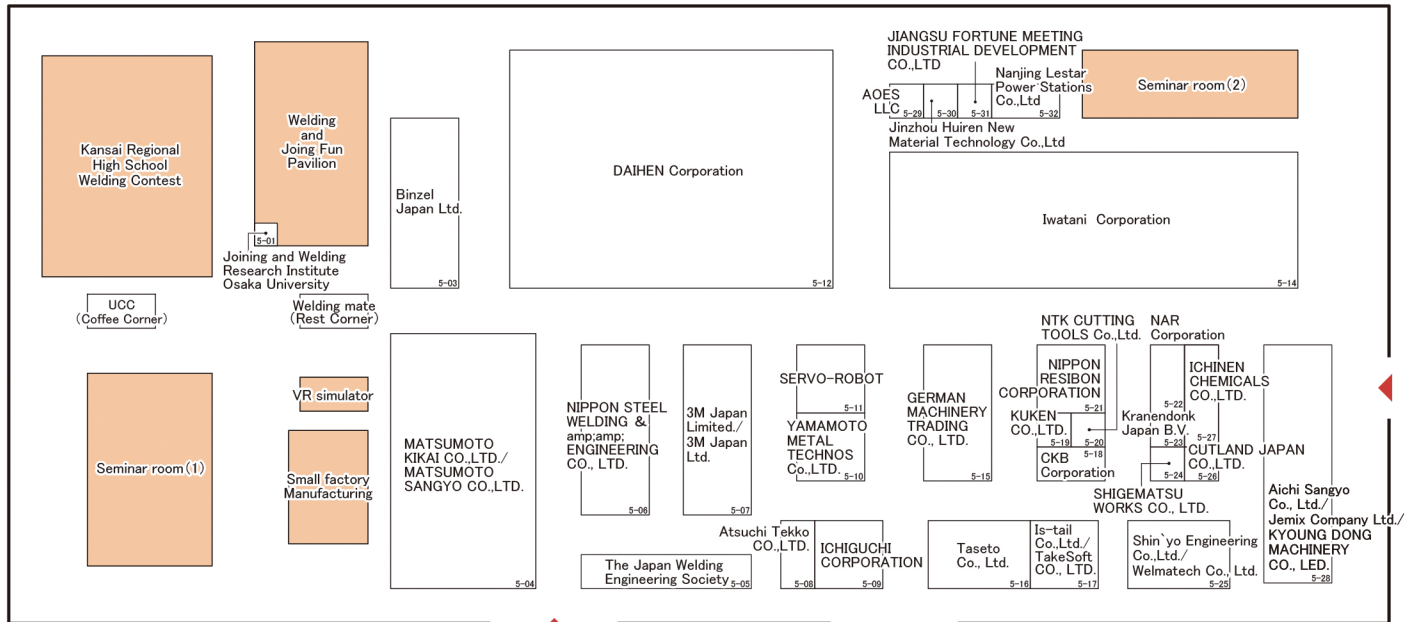 Kansai Regional
High School
Welding Contest
Welding
and
Joing Fun
Pavilion
5-01
Joining and Welding
Research Institute
Osaka University
UCC
(Coffee Corner)
Welding mate
(Rest Corner)
Binzel
Japan Ltd.
5-03
DAIHEN Corporation
5-12
JIANGSU FORTUNE MEETING
INDUSTRIAL DEVELOPMENT
CO.,LTD
Nanjing Lestar
Power Stations
Co.,Ltd
AOES
LLC
5-29
5-30
5-31
5-32
Jinzhou Huiren New
Material Technology Co.,Ltd
Seminar room(2)
Iwatani Corporation
5-14
Seminar room(1)
VR simulator
Small factory
Manufacturing
MATSUMOTO
KIKAI CO.,LTD./
MATSUMOTO
SANGYO CO.,LTD.
5-04
NIPPON STEEL
WELDING &
amp;amp;
ENGINEERING
CO., LTD.
5-06
3M Japan
Limited./
3M Japan
Ltd.
5-07
The Japan Welding
Engineering Society
5-05
SERVO-ROBOT
5-11
YAMAMOTO
METAL
TECHNOS
Co.,LTD.
5-10
Atsuchi Tekko
CO.,LTD.
5-08
ICHIGUCHI
CORPORATION
5-09
GERMAN
MACHINERY
TRADING
CO., LTD.
5-15
Taseto
Co., Ltd.
5-16
Is-tail
Co.,Ltd./
TakeSoft
CO., LTD.
5-17
NTK CUTTING
TOOLS Co.,Ltd.
NIPPON
RESIBON
CORPORATION
5-21
KUKEN
CO.,LTD.
5-19
5-20
5-18
CKB
Corporation
NAR
Corporation
5-22
ICHINEN
CHEMICALS
CO.,LTD.
5-27
Kranendonk
Japan B.V.
5-23
CUTLAND JAPAN
CO.,LTD.
5-26
5-24
SHIGEMATSU
WORKS CO., LTD.
Shin`yo Engineering
Co.,Ltd./
Welmatech Co., Ltd.
5-25
Aichi Sangyo
Co., Ltd./
Jemix Company Ltd./
KYOUNG DONG
MACHINERY
CO., LED.
5-28